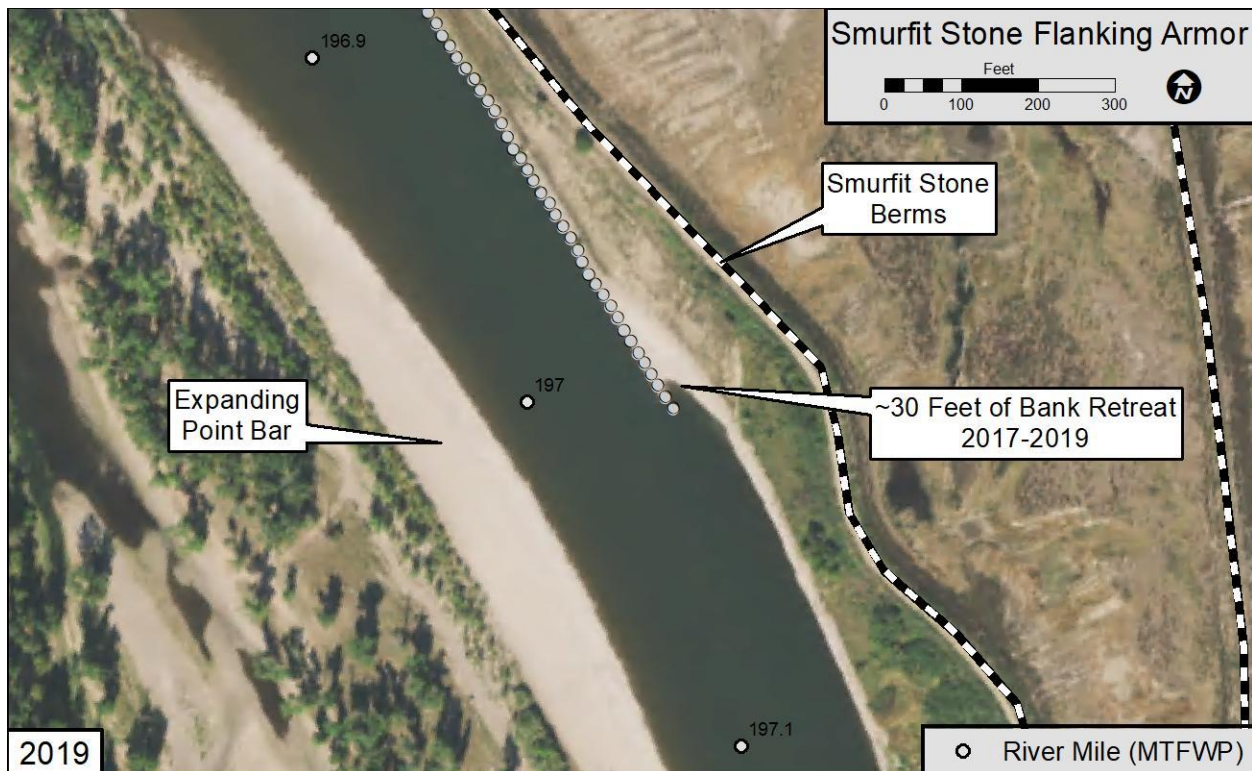 Smurfit Stone Flanking Armor
Feet
0 100 200 300
N
196.9
Smurfit Stone
Berms
197
Expanding
Point Bar
~30 Feet of Bank Retreat
2017-2019
197.1
2019
River Mile (MTFWP)